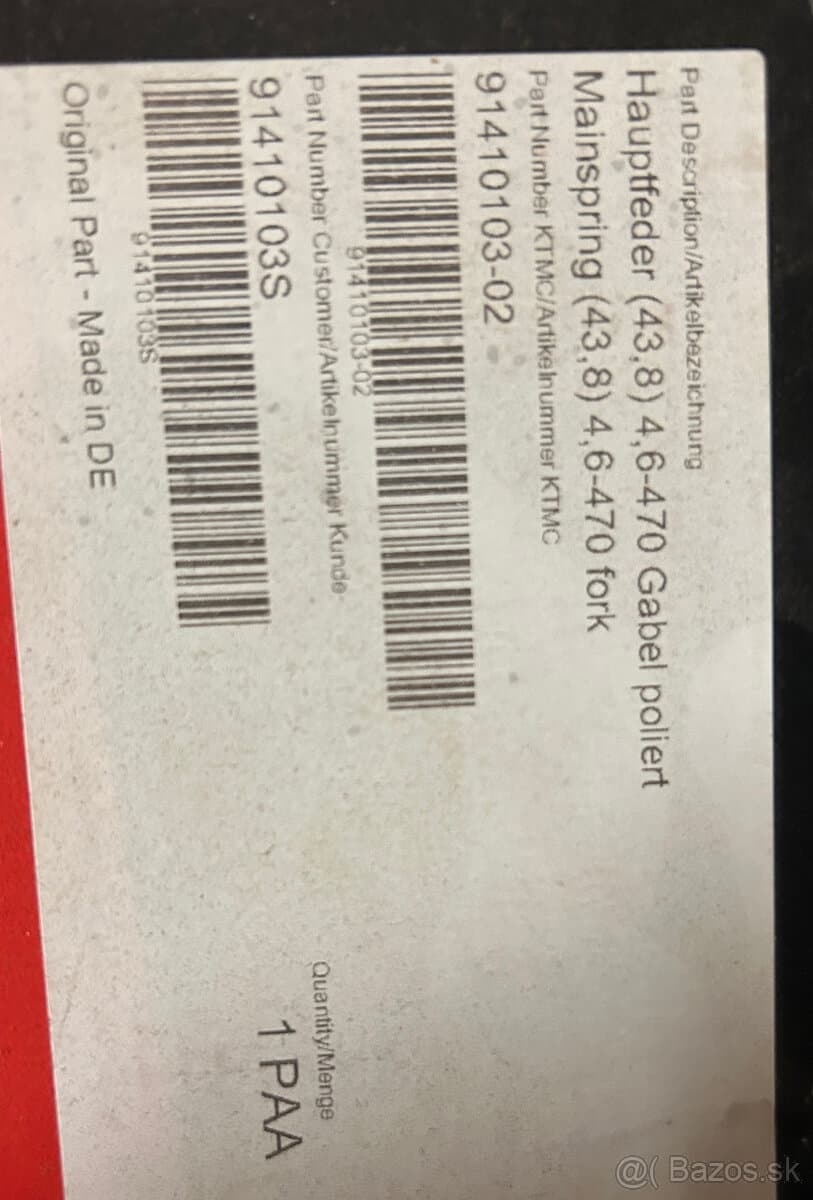 Part Description/Artikelbezeichnung
Hauptfeder (43,8) 4,6-470 Gabel poliert
Mainspring (43,8) 4,6-470 fork
Part Number KTMC/Artikelnummer KTMC
91410103-02
91410103-02
Part Number Customer/Artikelnummer Kunde
91410103S
91410103S
Quantity/Menge
1 PAA
Original Part - Made in DE
@( Bazos.sk